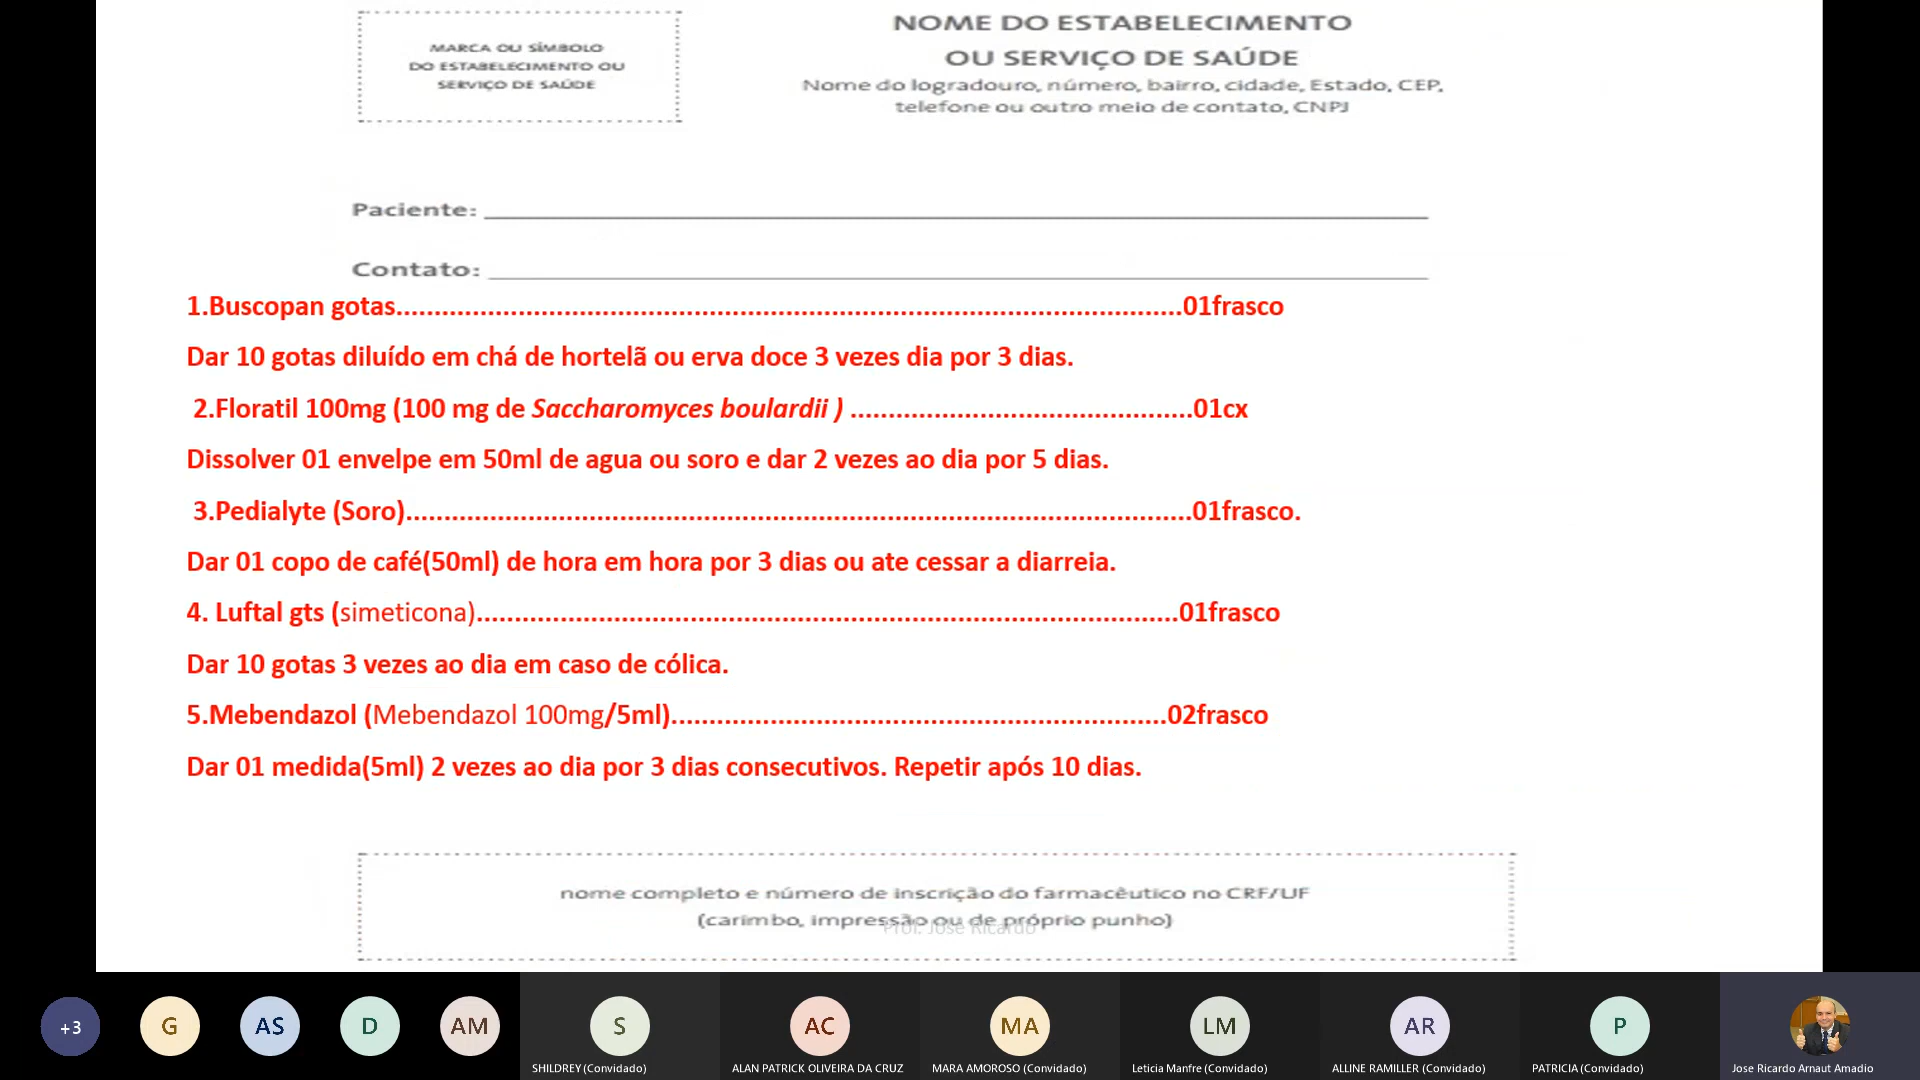 MARCA OU SÍMBOLO
DO ESTABELECIMENTO OU
SERVIÇO DE SAÚDE
NOME DO ESTABELECIMENTO
OU SERVIÇO DE SAÚDE
Nome do logradouro, número, bairro, cidade, Estado, CEP,
telefone ou outro meio de contato, CNPJ
Paciente: ____________________
Contato: ____________________
1.Buscopan gotas....................................................................................................01frasco
Dar 10 gotas diluído em chá de hortelã ou erva doce 3 vezes dia por 3 dias.
2.Floratil 100mg (100 mg de Saccharomyces boulardii ) .............................................01cx
Dissolver 01 envelpe em 50ml de agua ou soro e dar 2 vezes ao dia por 5 dias.
3.Pedialyte (Soro)....................................................................................................01frasco.
Dar 01 copo de café(50ml) de hora em hora por 3 dias ou ate cessar a diarreia.
4. Luftal gts (simeticona)...........................................................................................01frasco
Dar 10 gotas 3 vezes ao dia em caso de cólica.
5.Mebendazol (Mebendazol 100mg/5ml)................................................................02frasco
Dar 01 medida(5ml) 2 vezes ao dia por 3 dias consecutivos. Repetir após 10 dias.
nome completo e número de inscrição do farmacêutico no CRF/UF
(carimbo, impressão ou de próprio punho)
Prof. José Ricardo
+3
G
AS
D
AM
S
AC
MA
LM
AR
P
SHILDREY (Convidado)
ALAN PATRICK OLIVEIRA DA CRUZ
MARA AMOROSO (Convidado)
Leticia Manfre (Convidado)
ALLINE RAMILLER (Convidado)
PATRICIA (Convidado)
Jose Ricardo Arnaut Amadio